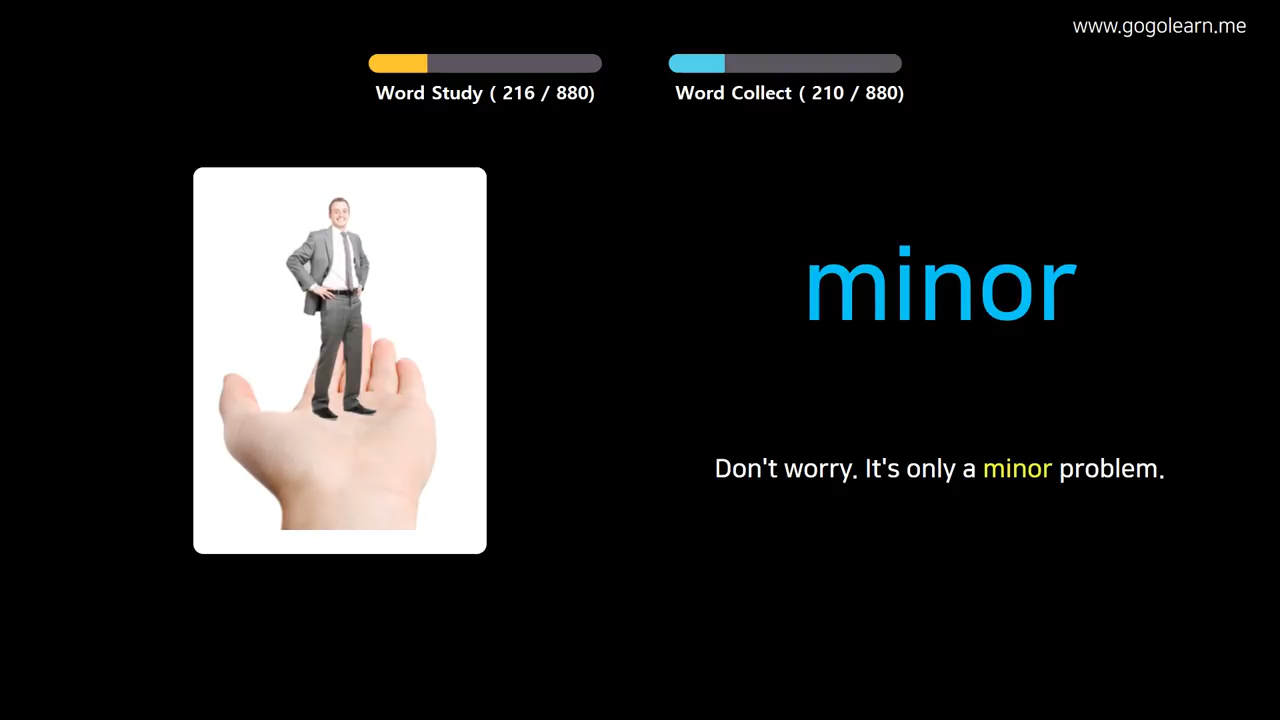 www.gogolearn.me
Word Study ( 216 / 880)
Word Collect ( 210 / 880)
minor
Don't worry. It's only a minor problem.